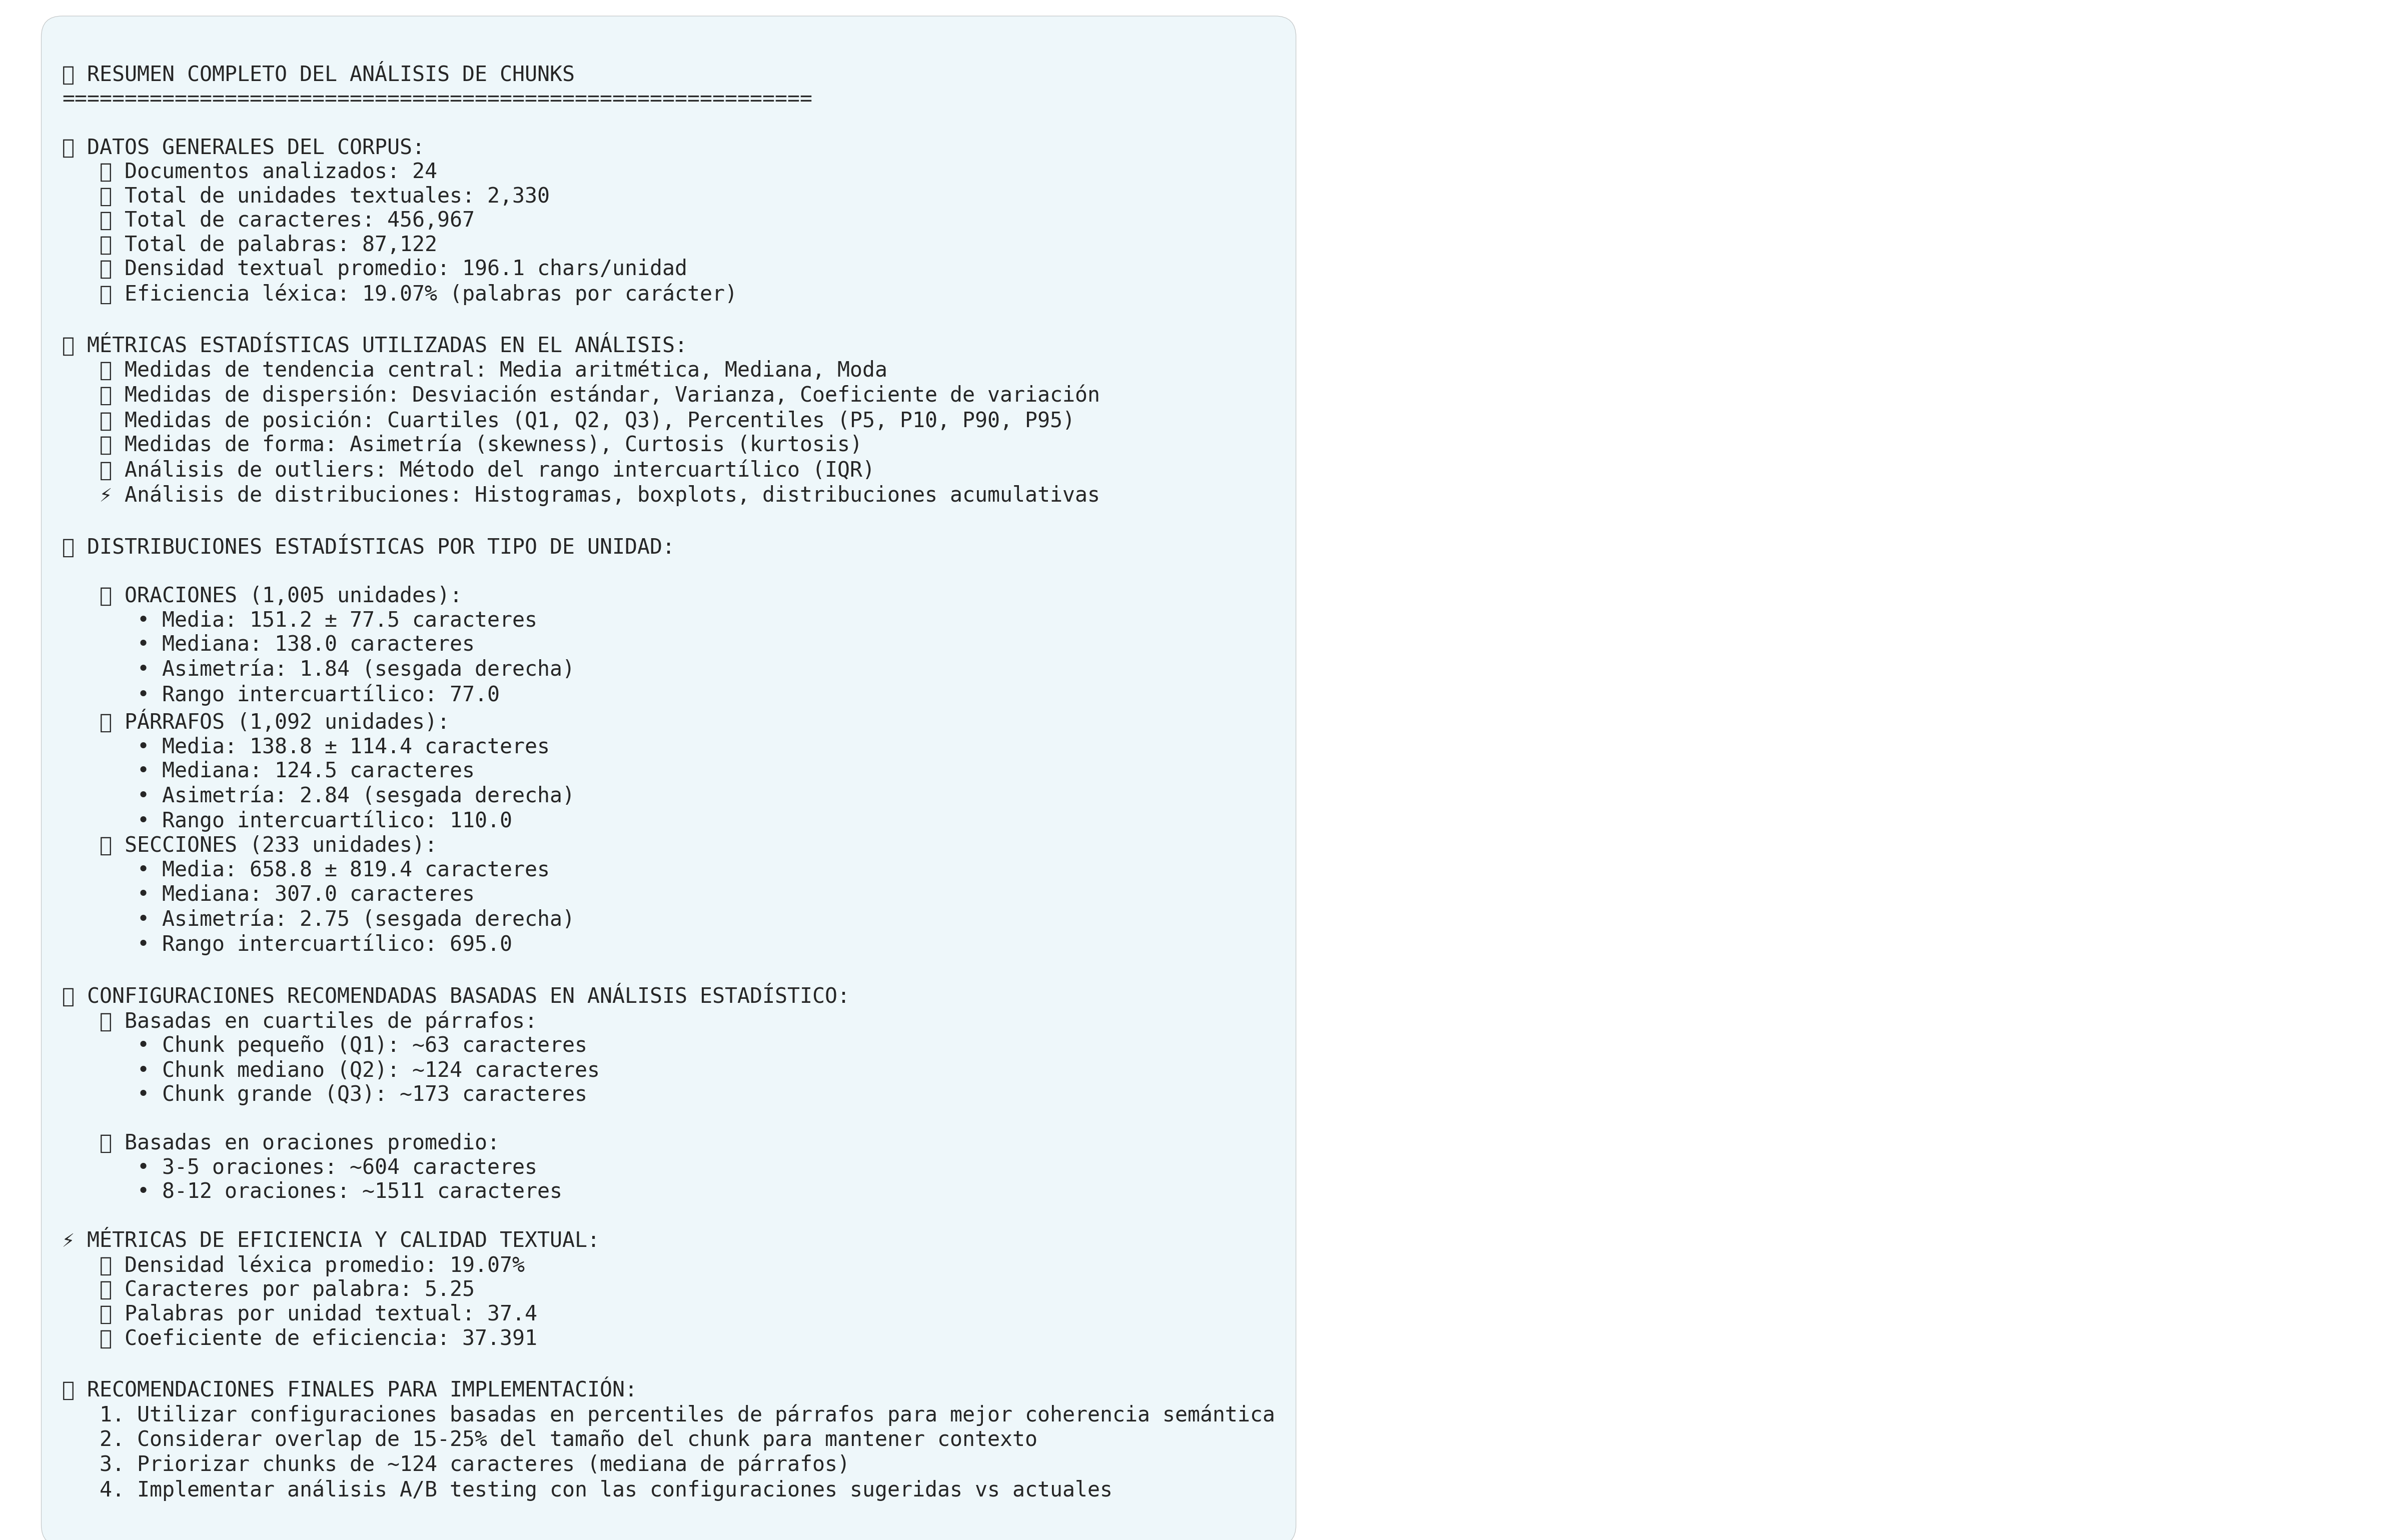 RESUMEN COMPLETO DEL ANÁLISIS DE CHUNKS
============================================================
DATOS GENERALES DEL CORPUS:
Documentos analizados: 24
Total de unidades textuales: 2,330
Total de caracteres: 456,967
Total de palabras: 87,122
Densidad textual promedio: 196.1 chars/unidad
Eficiencia léxica: 19.07% (palabras por carácter)
MÉTRICAS ESTADÍSTICAS UTILIZADAS EN EL ANÁLISIS:
Medidas de tendencia central: Media aritmética, Mediana, Moda
Medidas de dispersión: Desviación estándar, Varianza, Coeficiente de variación
Medidas de posición: Cuartiles (Q1, Q2, Q3), Percentiles (P5, P10, P90, P95)
Medidas de forma: Asimetría (skewness), Curtosis (kurtosis)
Análisis de outliers: Método del rango intercuartílico (IQR)
⚡ Análisis de distribuciones: Histogramas, boxplots, distribuciones acumulativas
DISTRIBUCIONES ESTADÍSTICAS POR TIPO DE UNIDAD:
ORACIONES (1,005 unidades):
• Media: 151.2 ± 77.5 caracteres
• Mediana: 138.0 caracteres
• Asimetría: 1.84 (sesgada derecha)
• Rango intercuartílico: 77.0
PÁRRAFOS (1,092 unidades):
• Media: 138.8 ± 114.4 caracteres
• Mediana: 124.5 caracteres
• Asimetría: 2.84 (sesgada derecha)
• Rango intercuartílico: 110.0
SECCIONES (233 unidades):
• Media: 658.8 ± 819.4 caracteres
• Mediana: 307.0 caracteres
• Asimetría: 2.75 (sesgada derecha)
• Rango intercuartílico: 695.0
CONFIGURACIONES RECOMENDADAS BASADAS EN ANÁLISIS ESTADÍSTICO:
Basadas en cuartiles de párrafos:
• Chunk pequeño (Q1): ~63 caracteres
• Chunk mediano (Q2): ~124 caracteres
• Chunk grande (Q3): ~173 caracteres
Basadas en oraciones promedio:
• 3-5 oraciones: ~604 caracteres
• 8-12 oraciones: ~1511 caracteres
⚡ MÉTRICAS DE EFICIENCIA Y CALIDAD TEXTUAL:
Densidad léxica promedio: 19.07%
Caracteres por palabra: 5.25
Palabras por unidad textual: 37.4
Coeficiente de eficiencia: 37.391
RECOMENDACIONES FINALES PARA IMPLEMENTACIÓN:
1. Utilizar configuraciones basadas en percentiles de párrafos para mejor coherencia semántica
2. Considerar overlap de 15-25% del tamaño del chunk para mantener contexto
3. Priorizar chunks de ~124 caracteres (mediana de párrafos)
4. Implementar análisis A/B testing con las configuraciones sugeridas vs actuales